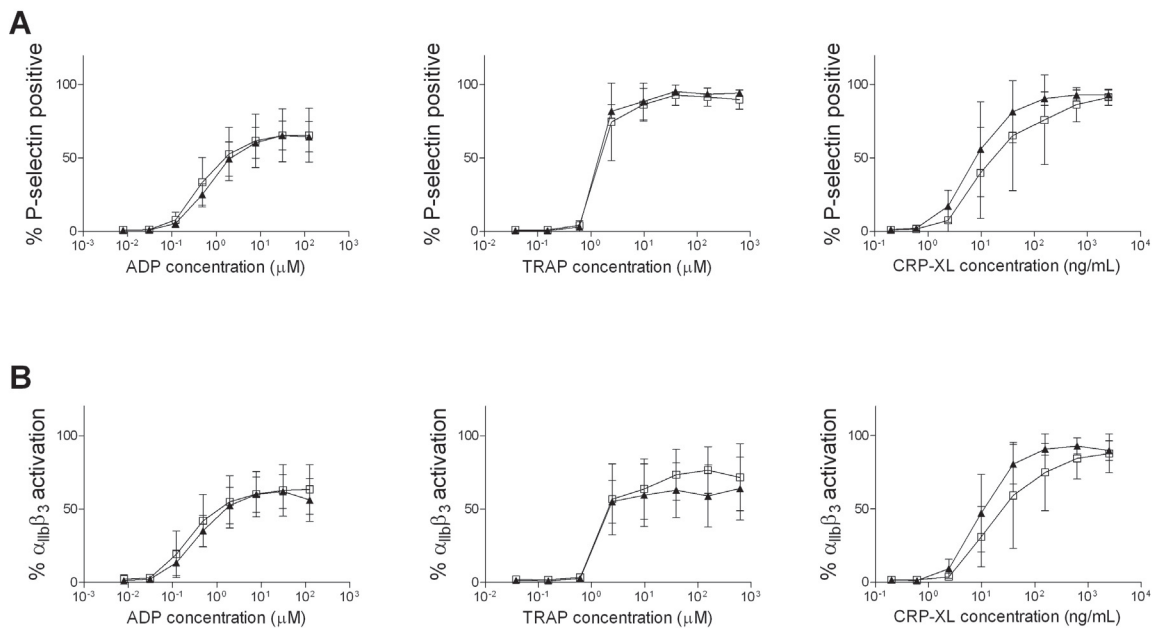 A
% P-selectin positive
100
50
0
10⁻³ 10⁻² 10⁻¹ 10⁰ 10¹ 10² 10³
ADP concentration (μM)
% P-selectin positive
100
50
0
10⁻² 10⁰ 10¹ 10² 10³
TRAP concentration (μM)
% P-selectin positive
100
50
0
10⁻¹ 10⁰ 10¹ 10² 10³ 10⁴
CRP-XL concentration (ng/mL)
B
% αIIbβ₃ activation
100
50
0
10⁻³ 10⁻² 10⁻¹ 10⁰ 10¹ 10² 10³
ADP concentration (μM)
% αIIbβ₃ activation
100
50
0
10⁻² 10⁻¹ 10⁰ 10¹ 10² 10³
TRAP concentration (μM)
% αIIbβ₃ activation
100
50
0
10⁻¹ 10⁰ 10¹ 10² 10³ 10⁴
CRP-XL concentration (ng/mL)